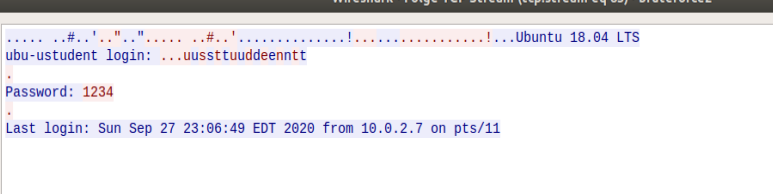 ..... ..#..'..".."..... ..#..'..............!..............….!...Ubuntu 18.04 LTS
ubu-ustudent login: ...uussttuuddeenntt
.
Password: 1234
.
Last login: Sun Sep 27 23:06:49 EDT 2020 from 10.0.2.7 on pts/11